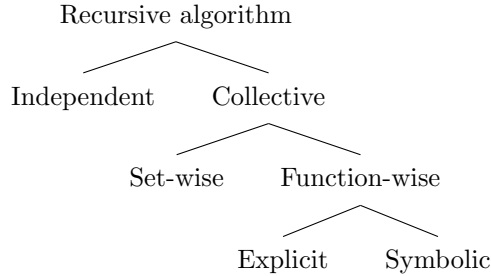 Recursive algorithm
Independent Collective
Set-wise Function-wise
Explicit Symbolic